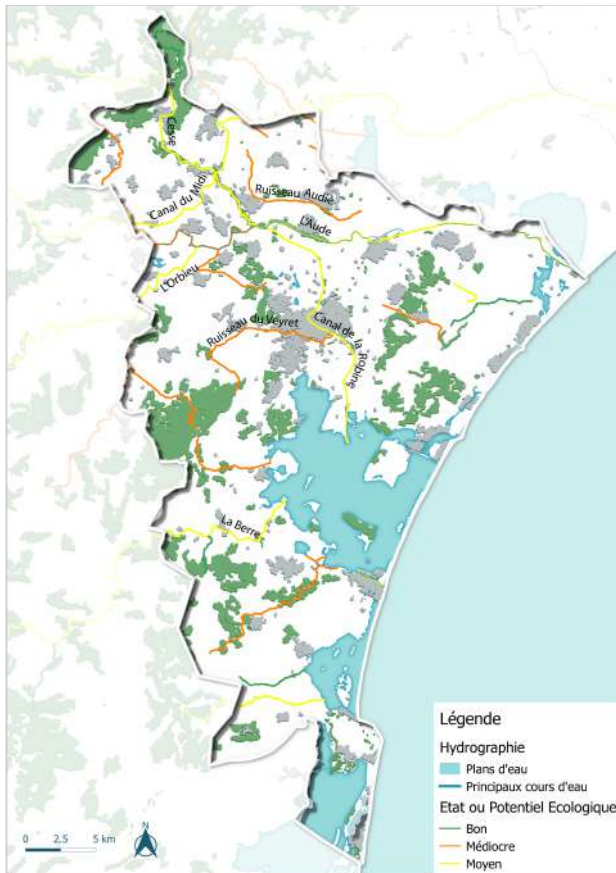 Cesse
Canal du Midi
Ruisseau Audié
L'Aude
L'Orbieu
Ruisseau du Veyret
Canal de la Robine
La Berre
Légende
Hydrographie
Plans d'eau
Principaux cours d'eau
Etat ou Potentiel Ecologique
Bon
Médiocre
Moyen
N
0 2,5 5 km